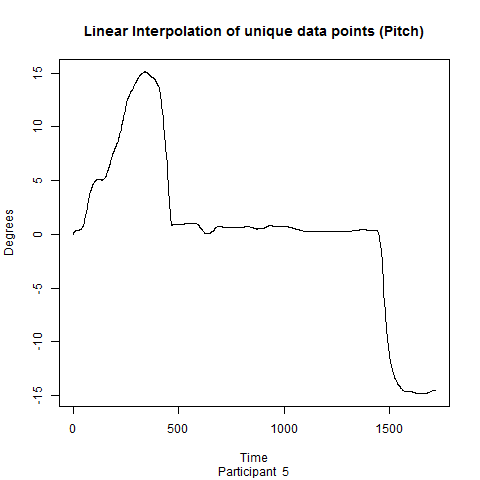 Linear Interpolation of unique data points (Pitch)
Degrees
15
10
5
0
-5
-10
-15
0 500 1000 1500
Time
Participant 5